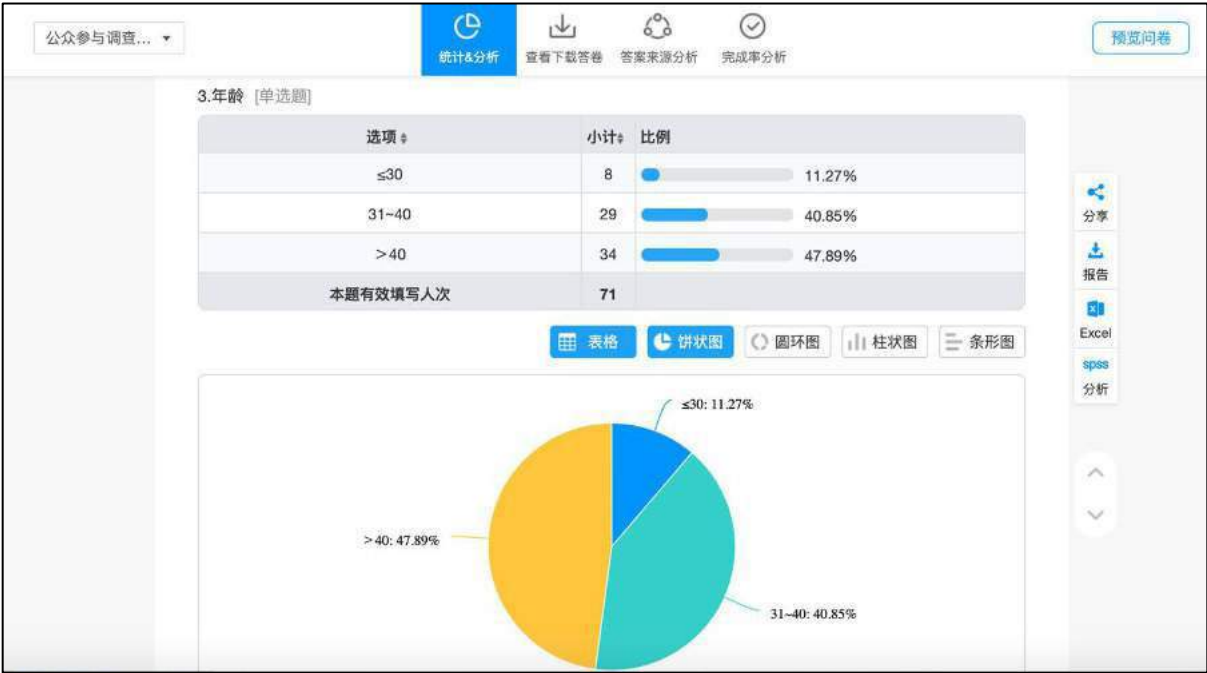 公众参与调查...
统计&分析
查看下载答卷
答案来源分析
完成率分析
预览问卷
3.年龄 [单选题]
选项 小计 比例
≤30 8 11.27%
31~40 29 40.85%
>40 34 47.89%
本题有效填写人次 71
表格 饼状图 圆环图 柱状图 条形图
≤30: 11.27%
>40: 47.89%
31~40: 40.85%
分享
报告
Excel
spss
分析